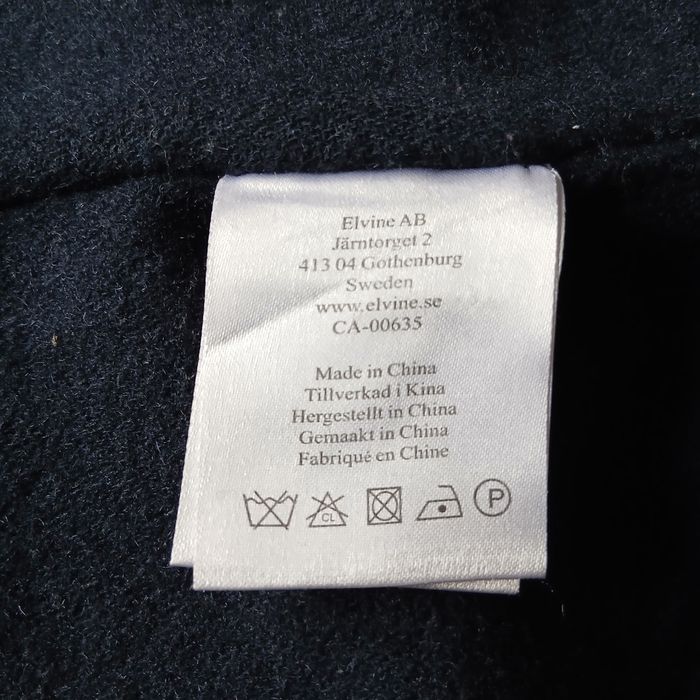 Elvine AB
Järntorget 2
413 04 Gothenburg
Sweden
www.elvine.se
CA-00635
Made in China
Tillverkad i Kina
Hergestellt in China
Gemaakt in China
Fabriqué en Chine
CL
P